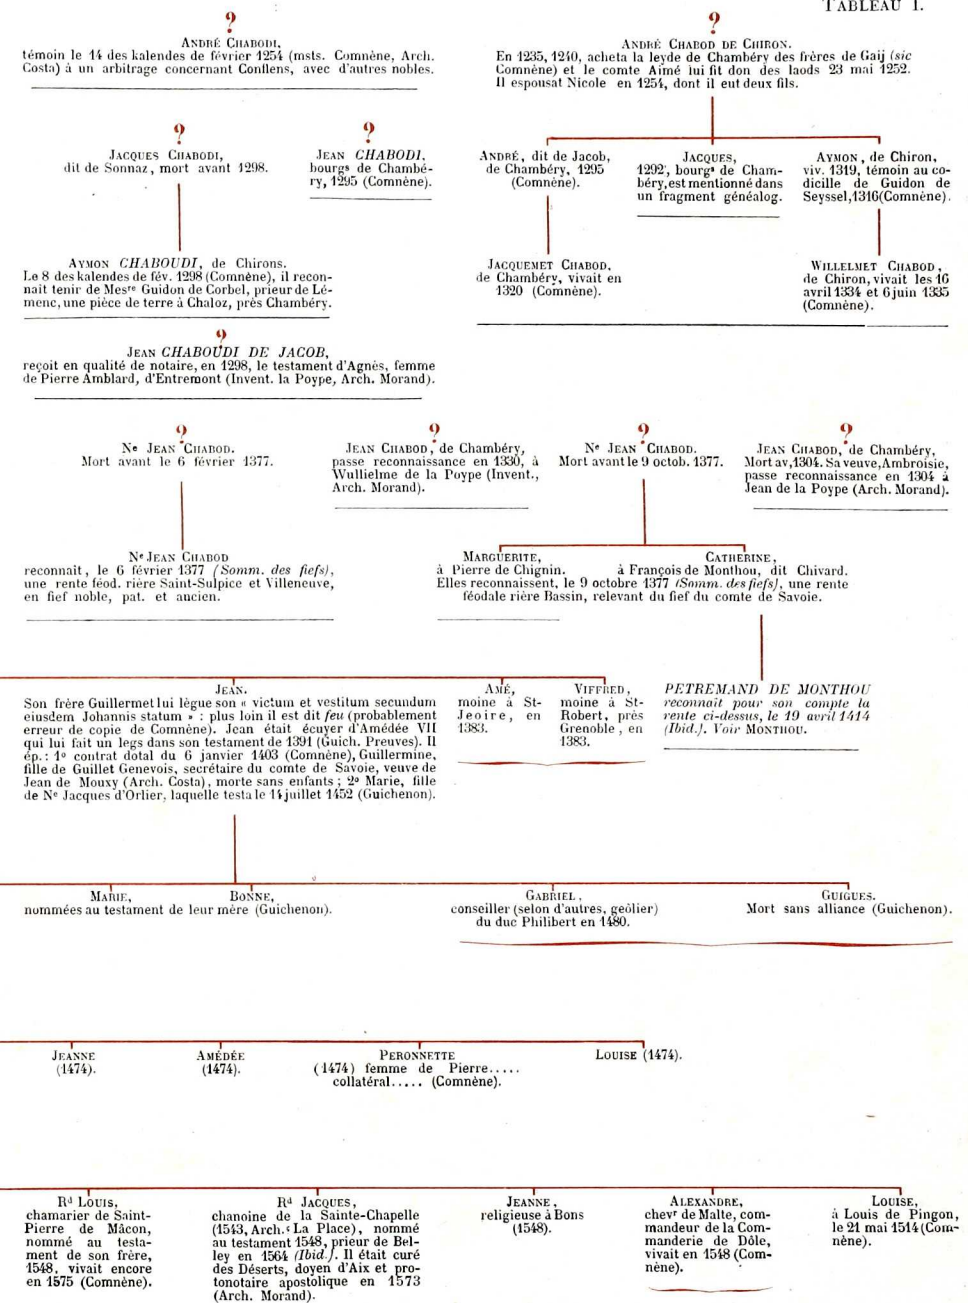 TABLEAU 1.
?
ANDRÉ CHABODI,
témoin le 14 des kalendes de février 1254 (msts. Comnène, Arch.
Costa) à un arbitrage concernant Conflens, avec d'autres nobles.
?
ANDRÉ CHABOD DE CHIRON.
En 1235, 1240, acheta la leyde de Chambéry des frères de Gaij (sic
Comnène) et le comte Aimé lui fit don des laods 23 mai 1252.
Il espousat Nicole en 1254, dont il eut deux fils.
?
JACQUES CHABODI,
dit de Sonnaz, mort avant 1298.
?
JEAN CHABODI,
bourgs de Chambé-
ry, 1295 (Comnène).
ANDRÉ, dit de Jacob,
de Chambéry, 1295
(Comnène).
JACQUES,
1292, bourgs de Cham-
béry, est mentionné dans
un fragment généalog.
AYMON, de Chiron,
viv. 1319, témoin au co-
dicille de Guidon de
Seyssel, 1316 (Comnène).
AYMON CHABOUDI, de Chirons.
Le 8 des kalendes de fév. 1298 (Comnène), il recon-
nait tenir de Mesre Guidon de Corbel, prieur de Lé-
menc, une pièce de terre à Chaloz, près Chambéry.
JACQUEMET CHABOD,
de Chambéry, vivait en
1320 (Comnène).
WILLELMET CHABOD,
de Chiron, vivait les 16
avril 1334 et 6 juin 1335
(Comnène).
?
JEAN CHABOUDI DE JACOB,
reçoit en qualité de notaire, en 1298, le testament d'Agnès, femme
de Pierre Amblard, d'Entremont (Invent. la Poype, Arch. Morand).
?
Ne JEAN CHABOD.
Mort avant le 6 février 1377.
?
JEAN CHABOD, de Chambéry,
passe reconnaissance en 1330, à
Wullielme de la Poype (Invent.,
Arch. Morand).
?
Ne JEAN CHABOD.
Mort avant le 9 octob. 1377.
?
JEAN CHABOD, de Chambéry,
Mort av, 1304. Sa veuve, Ambroisie,
passe reconnaissance en 1304 à
Jean de la Poype (Arch. Morand).
Ne JEAN CHABOD
reconnait, le 6 février 1377 (Somm. des fiefs),
une rente féod. rière Saint-Sulpice et Villeneuve,
en fief noble, pat. et ancien.
MARGUERITE,
à Pierre de Chignin.
CATHERINE,
à François de Monthou, dit Chivard.
Elles reconnaissent, le 9 octobre 1377 (Somm. des fiefs), une rente
féodale rière Bassin, relevant du fief du comte de Savoie.
JEAN.
Son frère Guillermet lui lègue son « victum et vestitum secundum
eiusdem Johannis statum » : plus loin il est dit feu (probablement
erreur de copie de Comnène). Jean était écuyer d'Amédée VII
qui lui fait un legs dans son testament de 1391 (Guich. Preuves). Il
ép.: 1o contrat dotal du 6 janvier 1403 (Comnène), Guillermine,
fille de Guillet Genevois, secrétaire du comte de Savoie, veuve de
Jean de Mouxy (Arch. Costa), morte sans enfants ; 2o Marie, fille
de Ne Jacques d'Orlier, laquelle testa le 14 juillet 1452 (Guichenon).
AMÉ,
moine à St-
Jeoire, en
1383.
VIFFRED,
moine à St-
Robert, près
Grenoble, en
1383.
PETREMAND DE MONTHOU
reconnait pour son compte la
rente ci-dessus, le 19 avril 1414
(Ibid.). Voir MONTHOU.
MARIE, BONNE,
nommées au testament de leur mère (Guichenon).
GABRIEL,
conseiller (selon d'autres, geôlier)
du duc Philibert en 1480.
GUIGUES.
Mort sans alliance (Guichenon).
JEANNE
(1474).
AMÉDÉE
(1474).
PERONNETTE
(1474) femme de Pierre.....
collatéral..... (Comnène).
LOUISE (1474).
Rd LOUIS,
chamarier de Saint-
Pierre de Mâcon,
nommé au testa-
ment de son frère,
1548, vivait encore
en 1575 (Comnène).
Rd JACQUES,
chanoine de la Sainte-Chapelle
(1543, Arch. La Place), nommé
au testament 1548, prieur de Bel-
ley en 1564 (Ibid.). Il était curé
des Déserts, doyen d'Aix et pro-
tonotaire apostolique en 1573
(Arch. Morand).
JEANNE,
religieuse à Bons
(1548).
ALEXANDRE,
chevr de Malte, com-
mandeur de la Com-
manderie de Dôle,
vivait en 1548 (Com-
nène).
LOUISE,
à Louis de Pingon,
le 21 mai 1514 (Com-
nène).